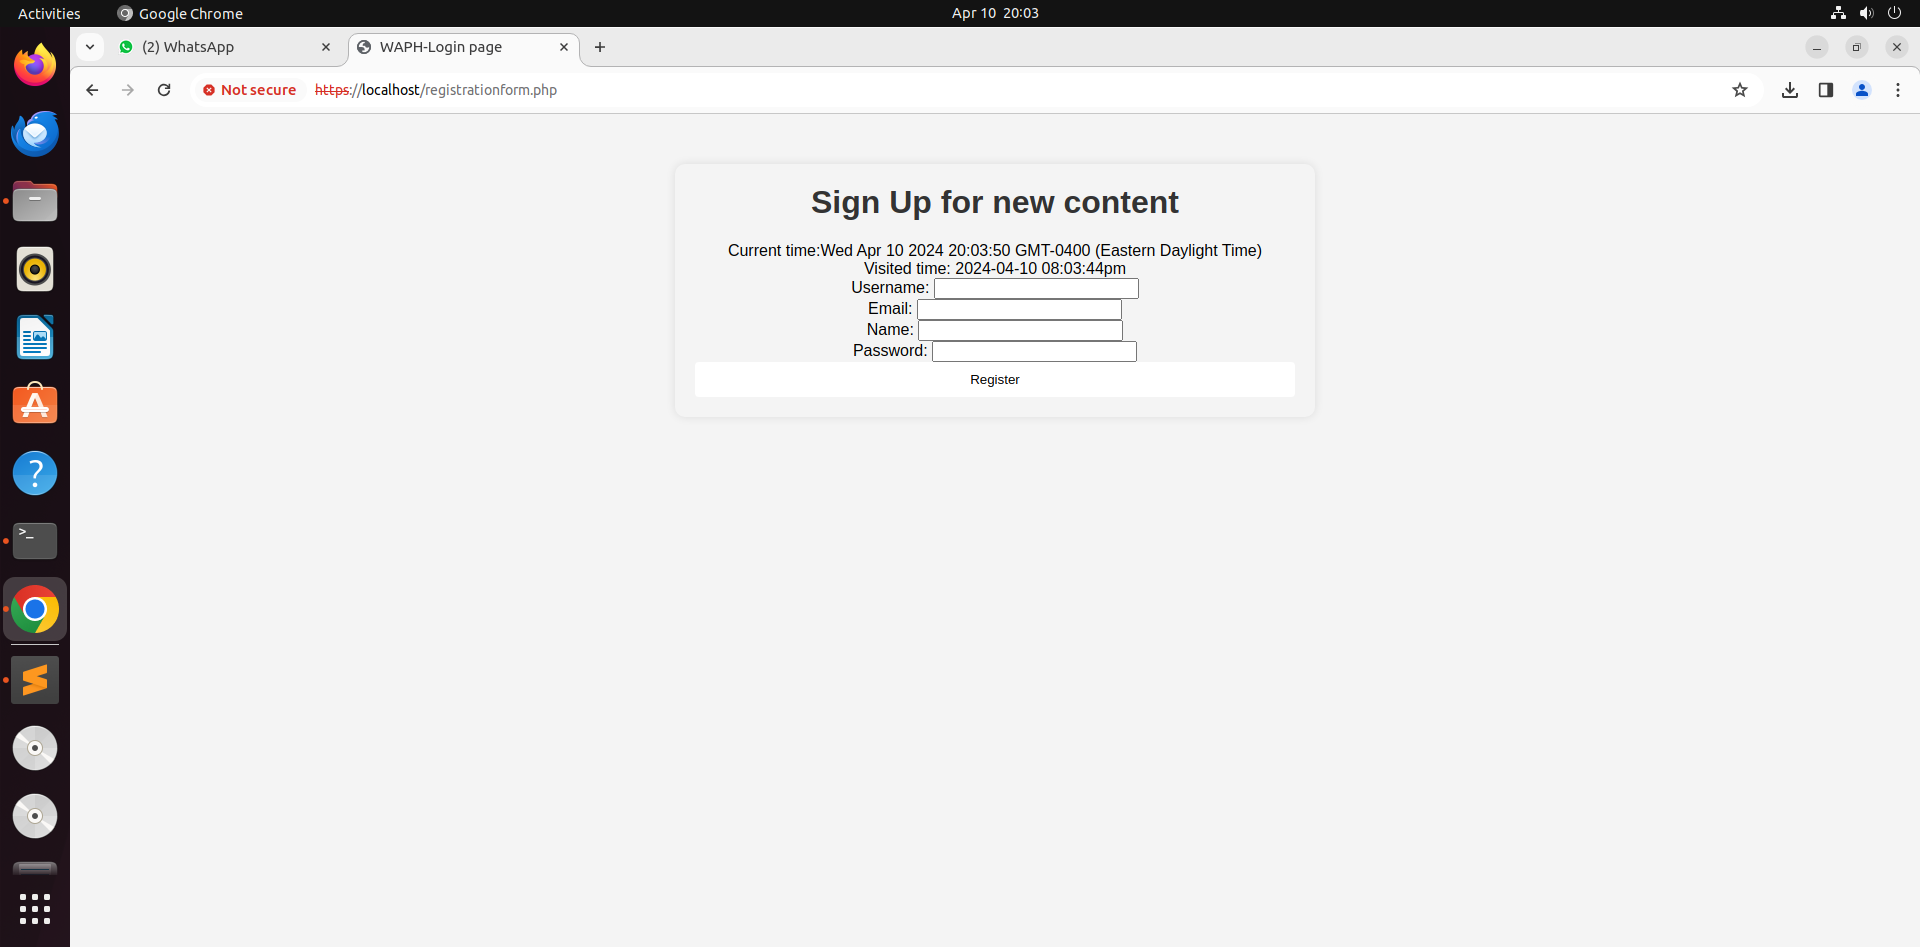 Activities
Google Chrome
Apr 10 20:03
(2) WhatsApp
WAPH-Login page
Not secure
https://localhost/registrationform.php
Sign Up for new content
Current time:Wed Apr 10 2024 20:03:50 GMT-0400 (Eastern Daylight Time)
Visited time: 2024-04-10 08:03:44pm
Username:
Email:
Name:
Password:
Register